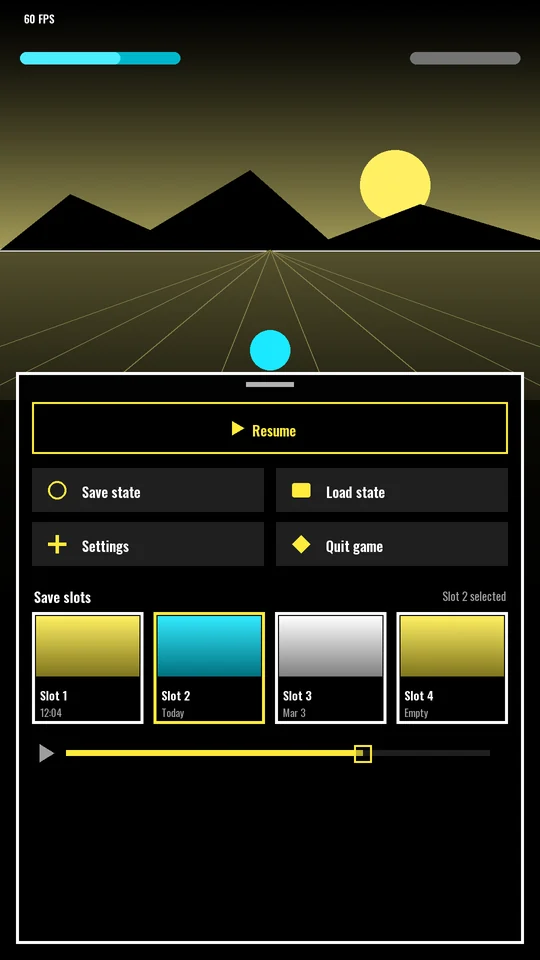 60 FPS
Resume
Save state
Load state
Settings
Quit game
Save slots
Slot 2 selected
Slot 1
12:04
Slot 2
Today
Slot 3
Mar 3
Slot 4
Empty